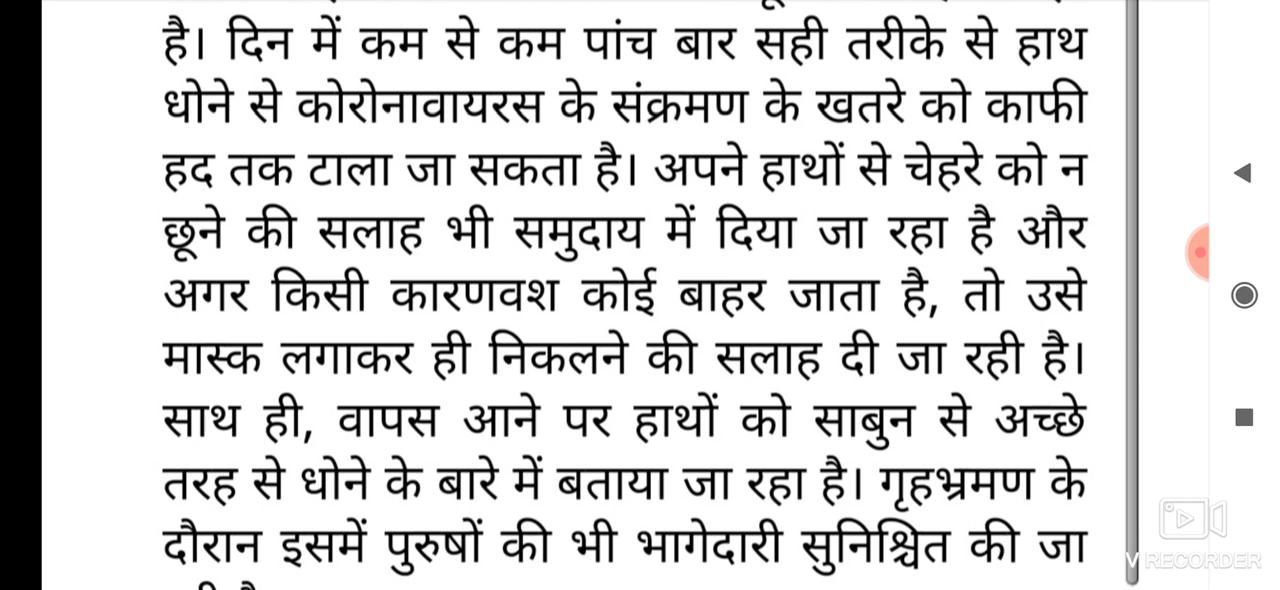 है। दिन में कम से कम पांच बार सही तरीके से हाथ
धोने से कोरोनावायरस के संक्रमण के खतरे को काफी
हद तक टाला जा सकता है। अपने हाथों से चेहरे को न
छूने की सलाह भी समुदाय में दिया जा रहा है और
अगर किसी कारणवश कोई बाहर जाता है, तो उसे
मास्क लगाकर ही निकलने की सलाह दी जा रही है।
साथ ही, वापस आने पर हाथों को साबुन से अच्छे
तरह से धोने के बारे में बताया जा रहा है। गृहभ्रमण के
दौरान इसमें पुरुषों की भी भागेदारी सुनिश्चित की जा
V RECORDER